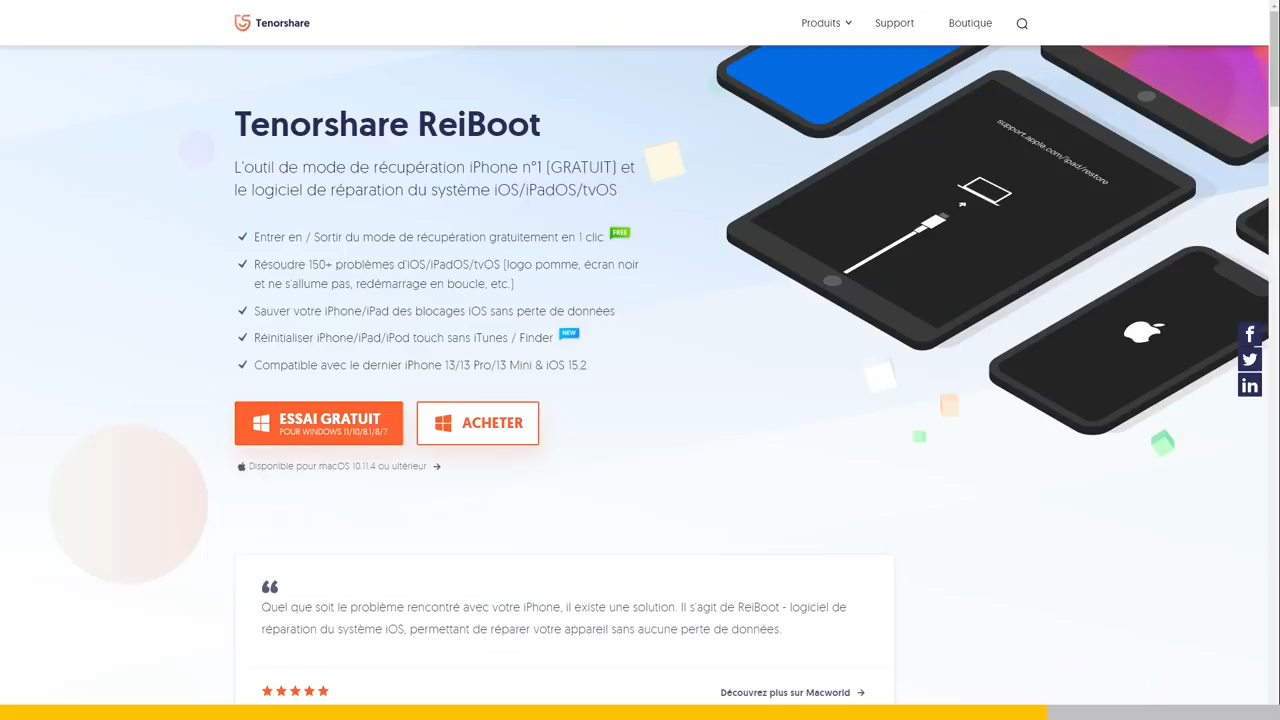 Tenorshare
Produits
Support
Boutique
Tenorshare ReiBoot
L'outil de mode de récupération iPhone n°1 [GRATUIT] et
le logiciel de réparation du système iOS/iPadOS/tvOS
Entrer en / Sortir du mode de récupération gratuitement en 1 clic FREE
Résoudre 150+ problèmes d'iOS/iPadOS/tvOS [logo pomme, écran noir
et ne s'allume pas, redémarrage en boucle, etc.]
Sauver votre iPhone/iPad des blocages iOS sans perte de données
Réinitialiser iPhone/iPad/iPod touch sans iTunes / Finder NEW
Compatible avec le dernier iPhone 13/13 Pro/13 Mini & iOS 15.2
ESSAI GRATUIT
POUR WINDOWS 11/10/8.1/8/7
ACHETER
Disponible pour macOS 10.11.4 ou ultérieur
support.apple.com/ipad/restore
Quel que soit le problème rencontré avec votre iPhone, il existe une solution. Il s'agit de ReiBoot - logiciel de
réparation du système iOS, permettant de réparer votre appareil sans aucune perte de données.
Découvrez plus sur Macworld